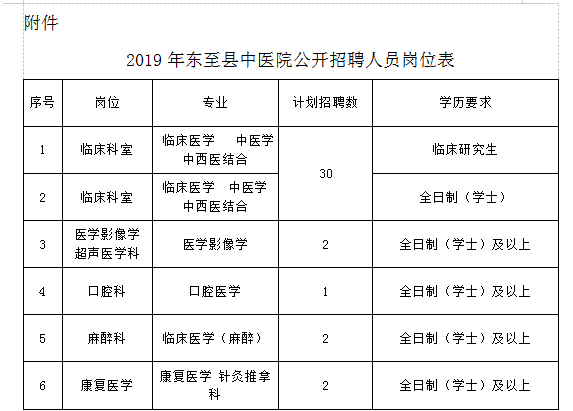 附件
2019 年东至县中医院公开招聘人员岗位表
序号 岗位 专业 计划招聘数 学历要求
1 临床科室 临床医学 中医学 中西医结合 30 临床研究生
2 临床科室 临床医学 中医学 中西医结合 全日制（学士）
3 医学影像学 超声医学科 医学影像学 2 全日制（学士）及以上
4 口腔科 口腔医学 1 全日制（学士）及以上
5 麻醉科 临床医学（麻醉） 2 全日制（学士）及以上
6 康复医学 康复医学 针灸推拿科 2 全日制（学士）及以上